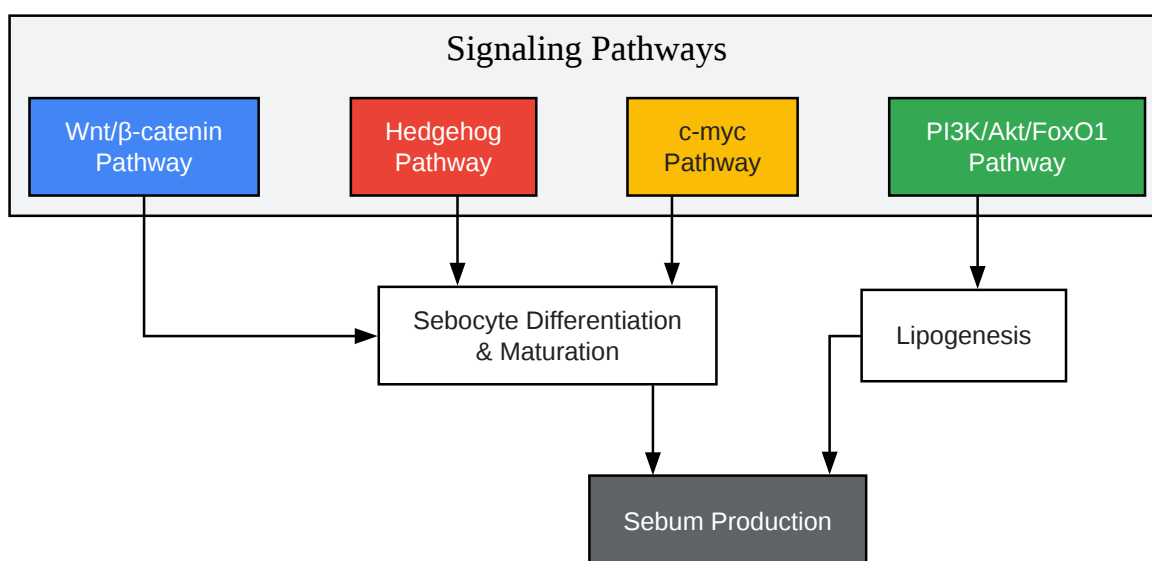 Signaling Pathways
Wnt/β-catenin
Pathway
Hedgehog
Pathway
c-myc
Pathway
PI3K/Akt/FoxO1
Pathway
Sebocyte Differentiation
& Maturation
Lipogenesis
Sebum Production